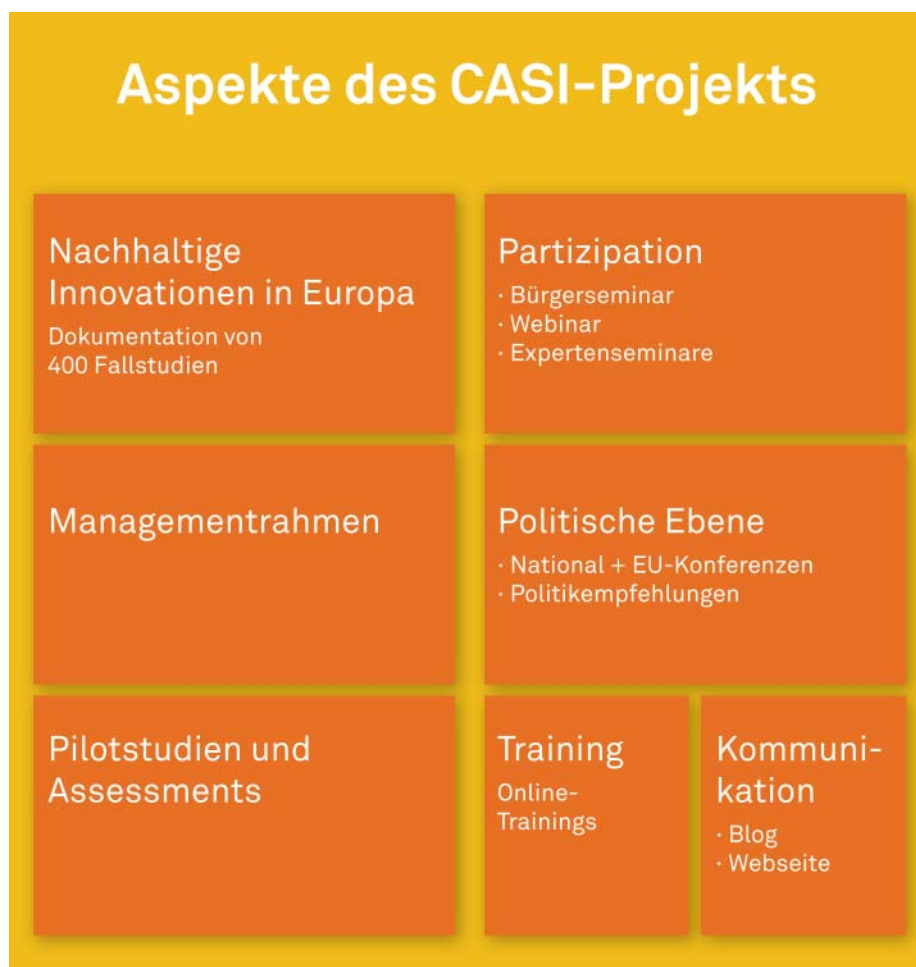 Aspekte des CASI-Projekts
Nachhaltige
Innovationen in Europa
Dokumentation von
400 Fallstudien
Partizipation
· Bürgerseminar
· Webinar
· Expertenseminare
Managementrahmen
Politische Ebene
· National + EU-Konferenzen
· Politikempfehlungen
Pilotstudien und
Assessments
Training
Online-
Trainings
Kommuni-
kation
· Blog
· Webseite